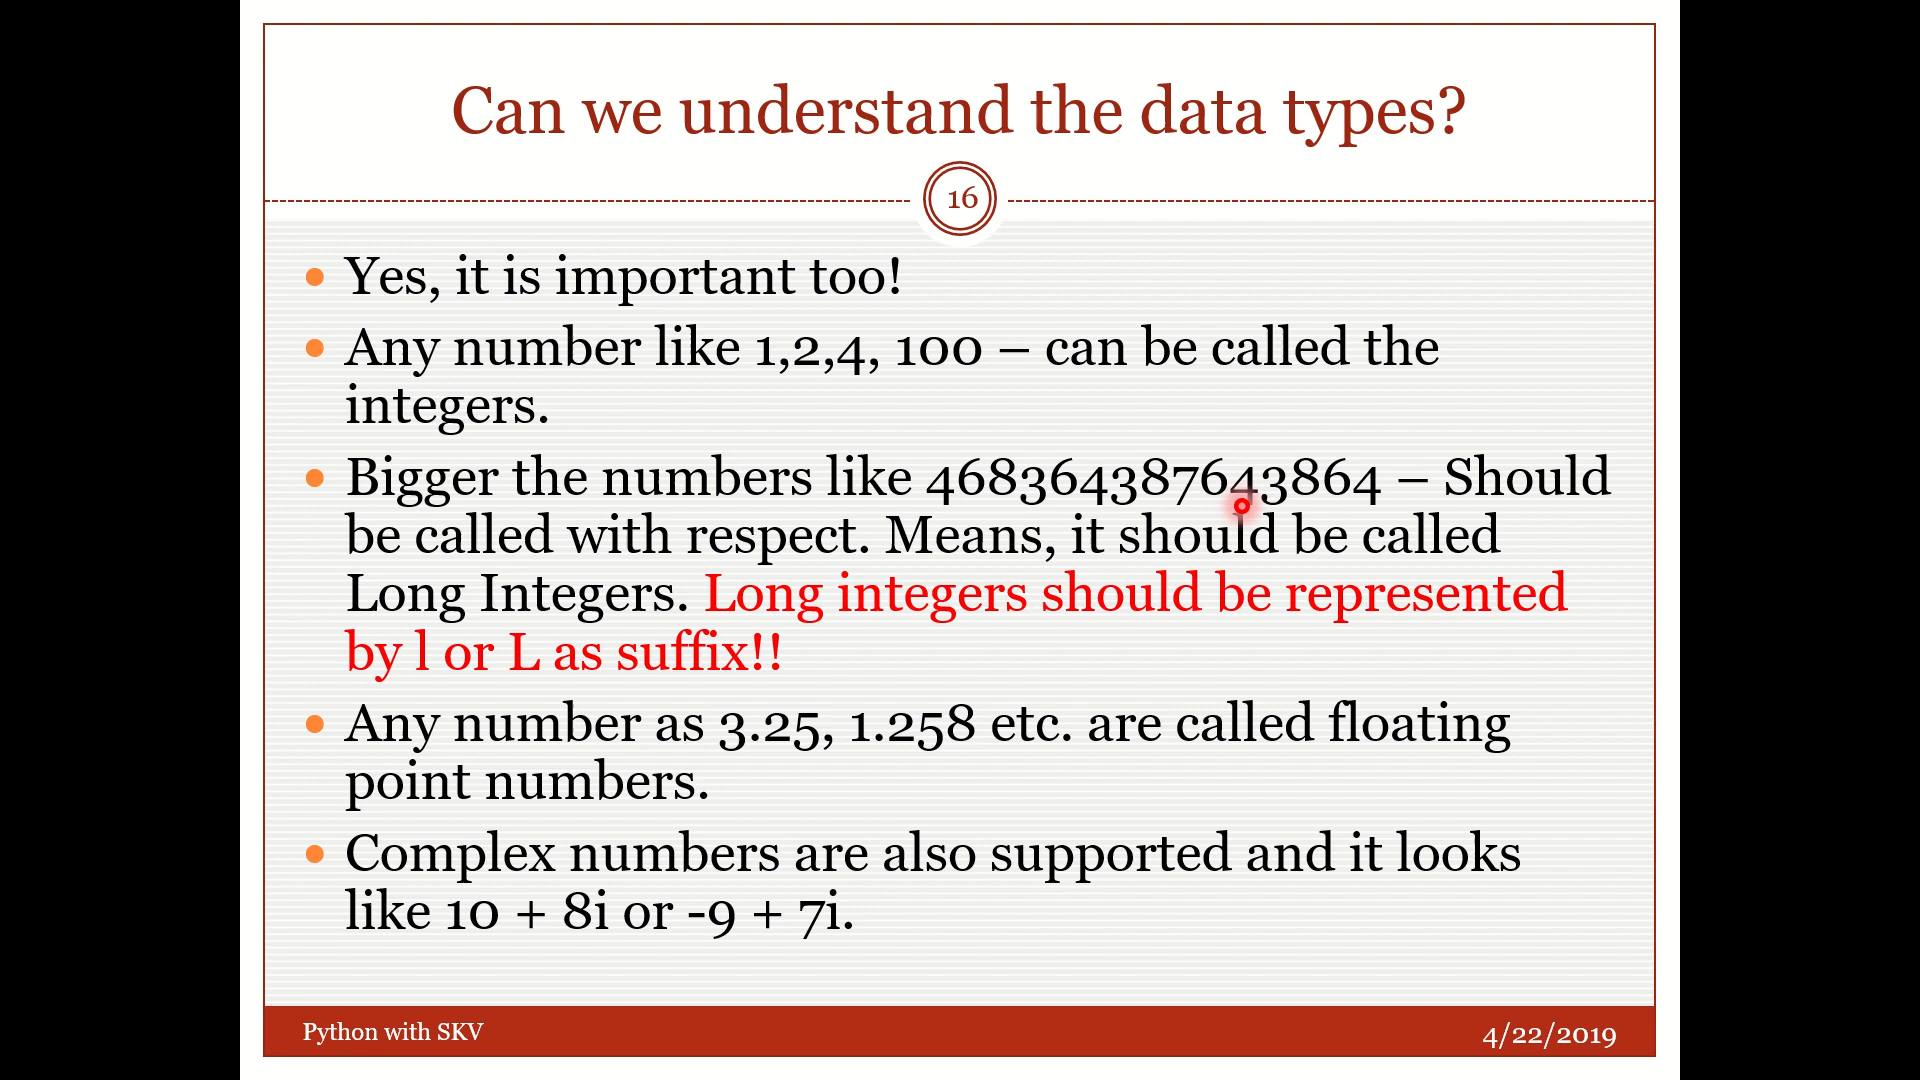 Can we understand the data types?
16
Yes, it is important too!
Any number like 1,2,4, 100 – can be called the
integers.
Bigger the numbers like 468364387643864 – Should
be called with respect. Means, it should be called
Long Integers. Long integers should be represented
by l or L as suffix!!
Any number as 3.25, 1.258 etc. are called floating
point numbers.
Complex numbers are also supported and it looks
like 10 + 8i or -9 + 7i.
Python with SKV
4/22/2019